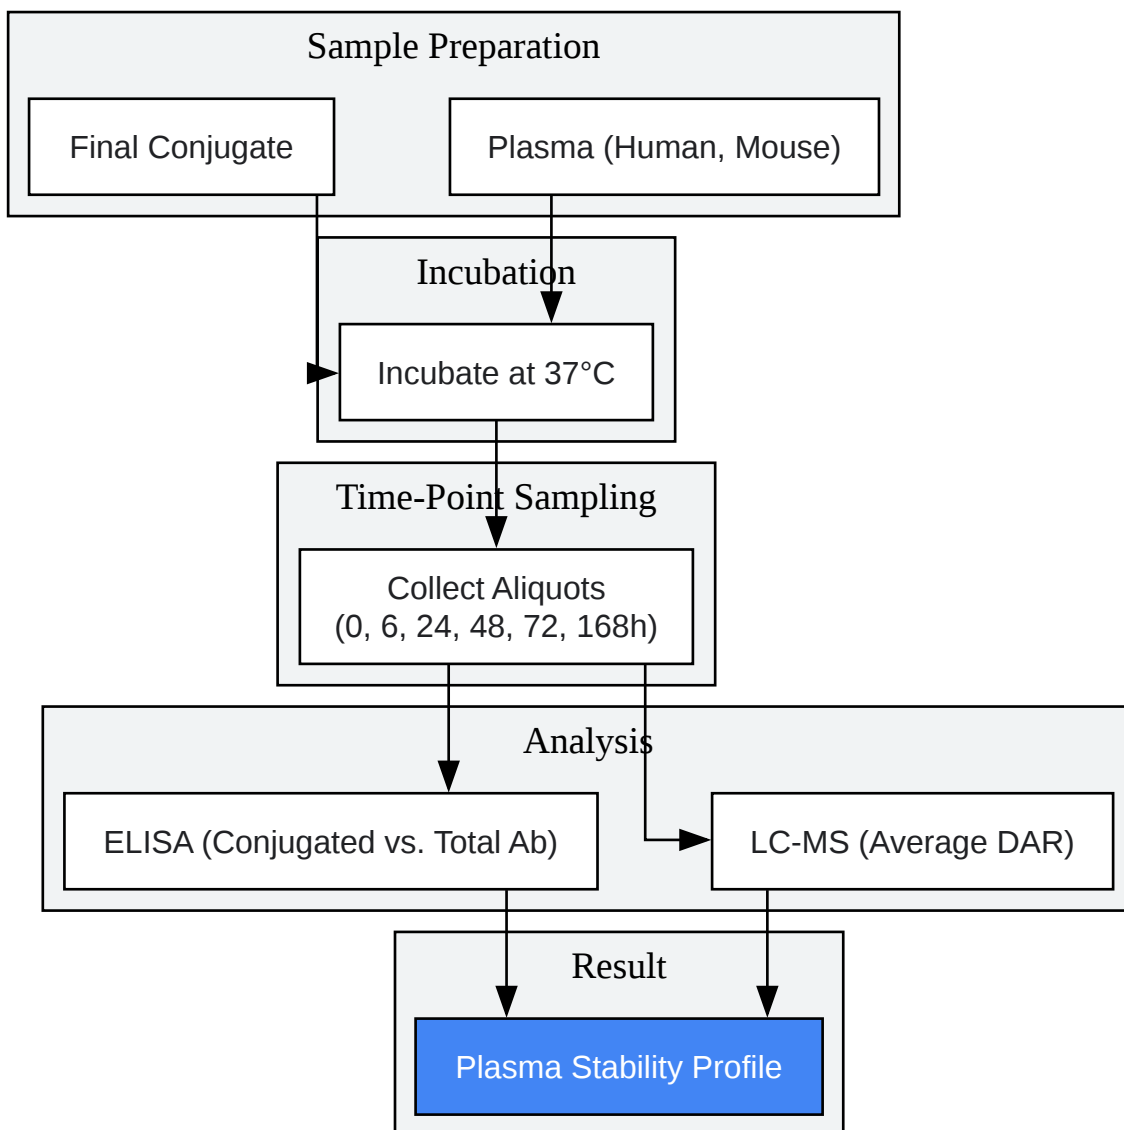 Sample Preparation
Final Conjugate
Plasma (Human, Mouse)
Incubation
Incubate at 37°C
Time-Point Sampling
Collect Aliquots
(0, 6, 24, 48, 72, 168h)
Analysis
ELISA (Conjugated vs. Total Ab)
LC-MS (Average DAR)
Result
Plasma Stability Profile